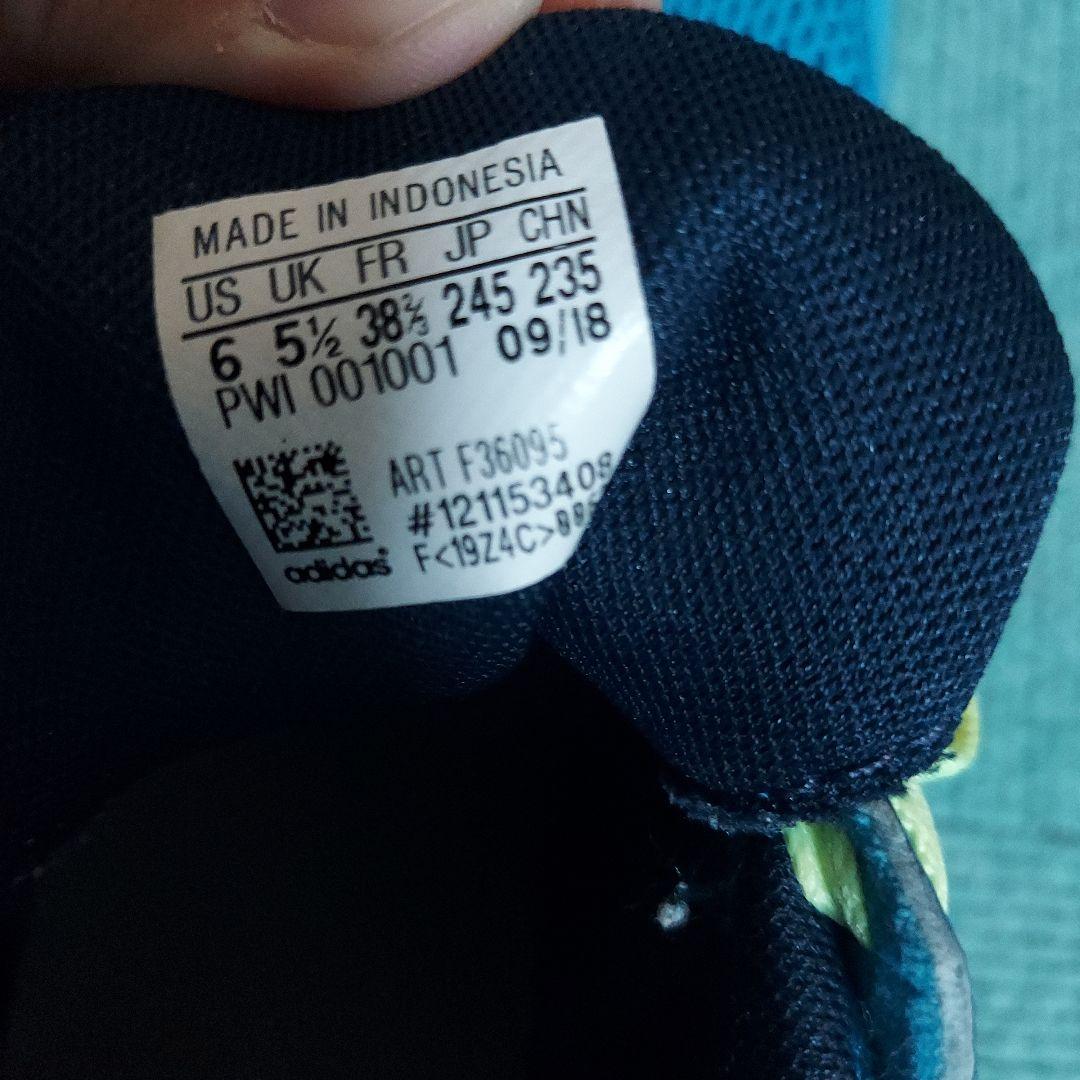 MADE IN INDONESIA
US UK FR JP CHN
6 5½ 38⅔ 245 235
PWI 001001 09/18
ART F36095
#121153408
F<19Z4C>
adidas